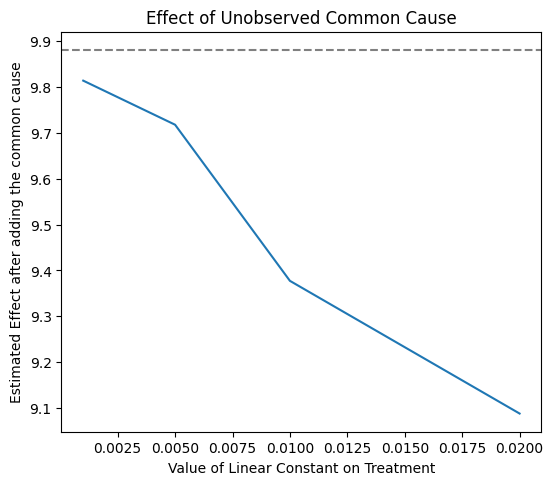 Effect of Unobserved Common Cause
Estimated Effect after adding the common cause
9.9
9.8
9.7
9.6
9.5
9.4
9.3
9.2
9.1
0.0025 0.0050 0.0075 0.0100 0.0125 0.0150 0.0175 0.0200
Value of Linear Constant on Treatment